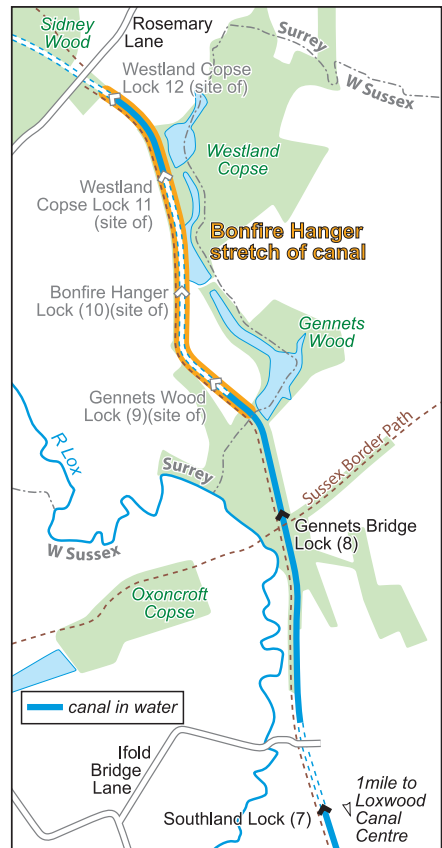 Sidney
Wood
Rosemary
Lane
Surrey
W Sussex
Westland Copse
Lock 12 (site of)
Westland
Copse
Westland
Copse Lock 11
(site of)
Bonfire Hanger
stretch of canal
Bonfire Hanger
Lock (10)(site of)
Gennets
Wood
Gennets Wood
Lock (9)(site of)
R Lox
Surrey
Sussex Border Path
W Sussex
Gennets Bridge
Lock (8)
Oxoncroft
Copse
canal in water
Ifold
Bridge
Lane
1mile to
Loxwood
Canal
Centre
Southland Lock (7)